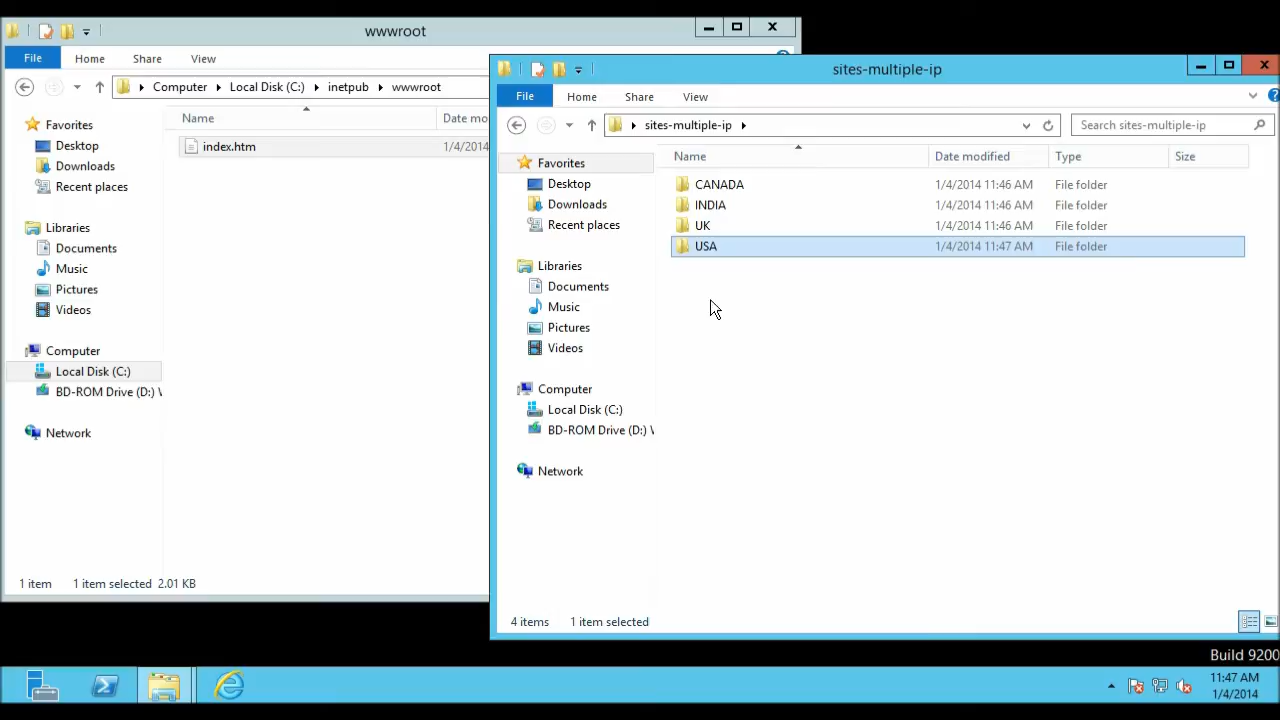 wwwroot
File Home Share View
Computer Local Disk (C:) inetpub wwwroot
Name Date mo
index.htm 1/4/2014
Favorites
Desktop
Downloads
Recent places
Libraries
Documents
Music
Pictures
Videos
Computer
Local Disk (C:)
BD-ROM Drive (D:)
Network
1 item 1 item selected 2.01 KB
sites-multiple-ip
File Home Share View
sites-multiple-ip Search sites-multiple-ip
Name Date modified Type Size
CANADA 1/4/2014 11:46 AM File folder
INDIA 1/4/2014 11:46 AM File folder
UK 1/4/2014 11:46 AM File folder
USA 1/4/2014 11:47 AM File folder
Favorites
Desktop
Downloads
Recent places
Libraries
Documents
Music
Pictures
Videos
Computer
Local Disk (C:)
BD-ROM Drive (D:)
Network
4 items 1 item selected
Build 9200
11:47 AM
1/4/2014